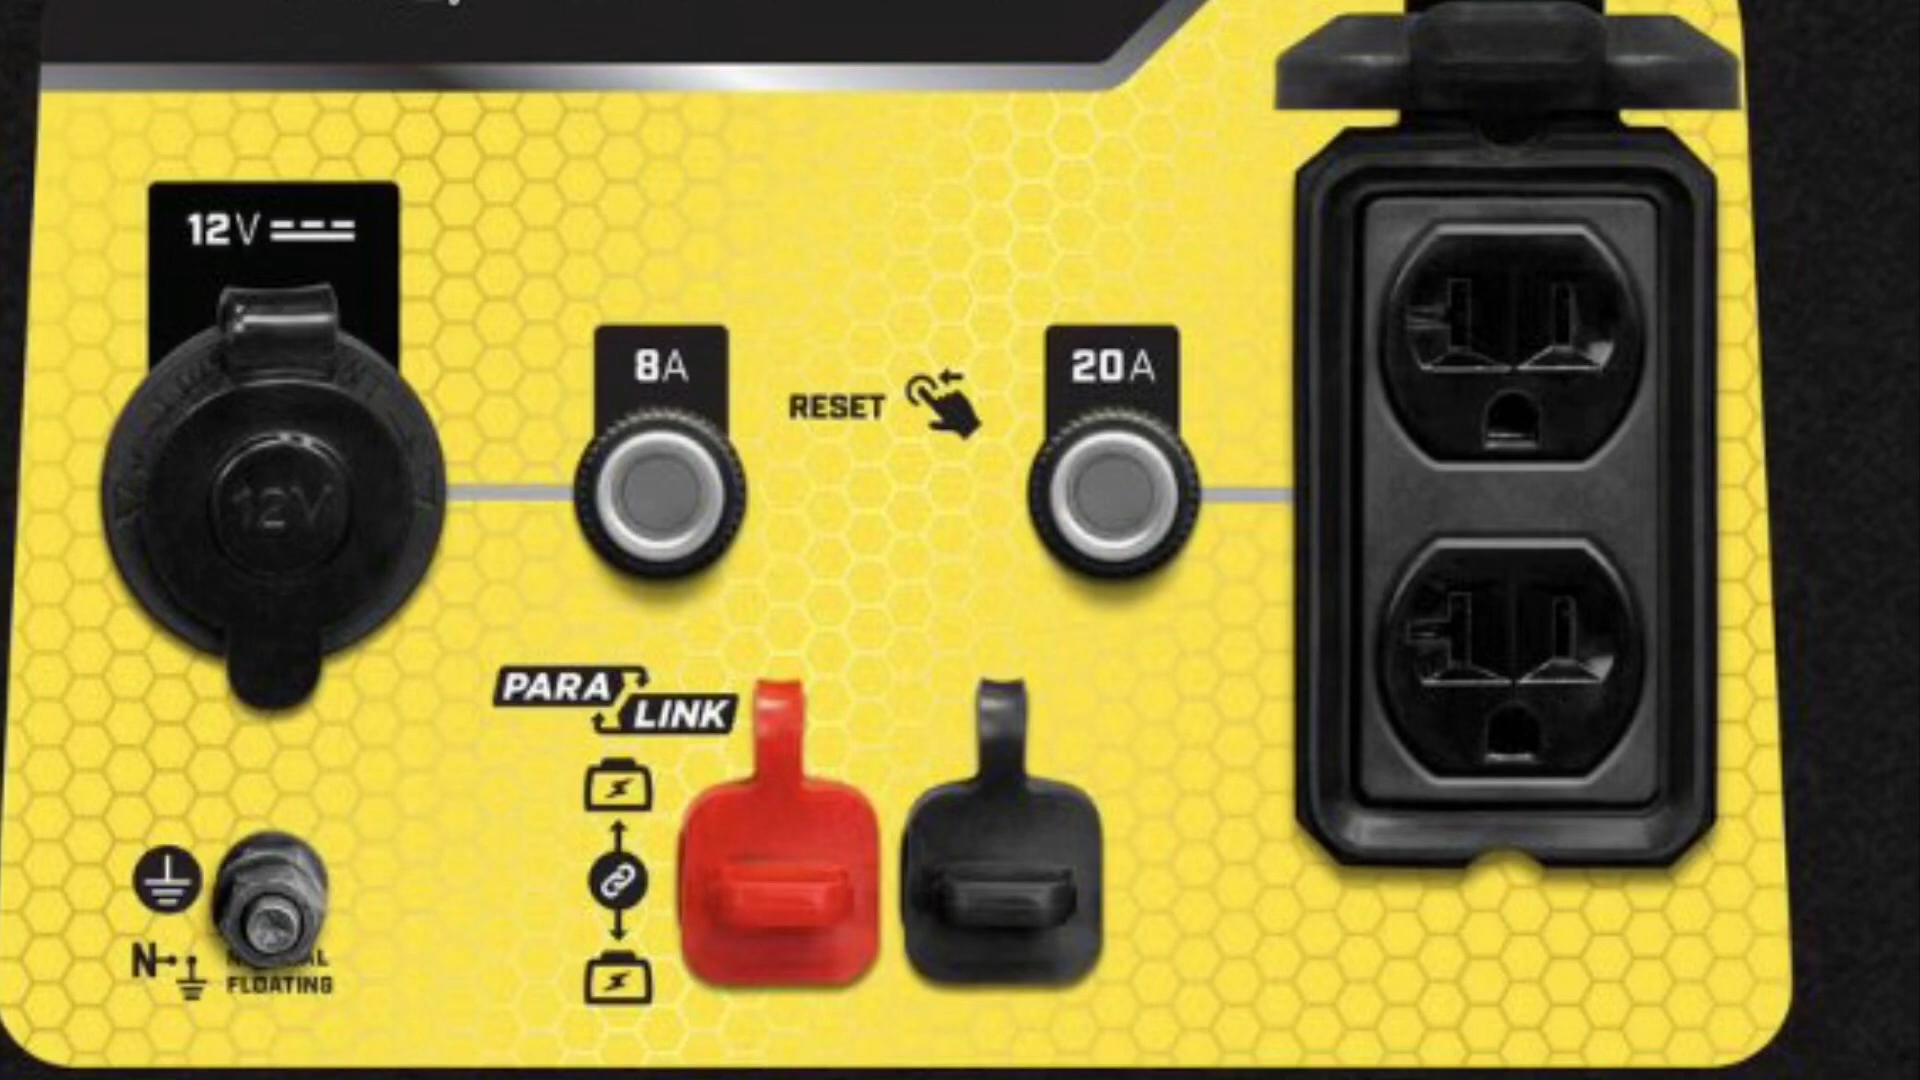 12V
12V
8A
RESET
20A
PARA
LINK
N
FLOATING